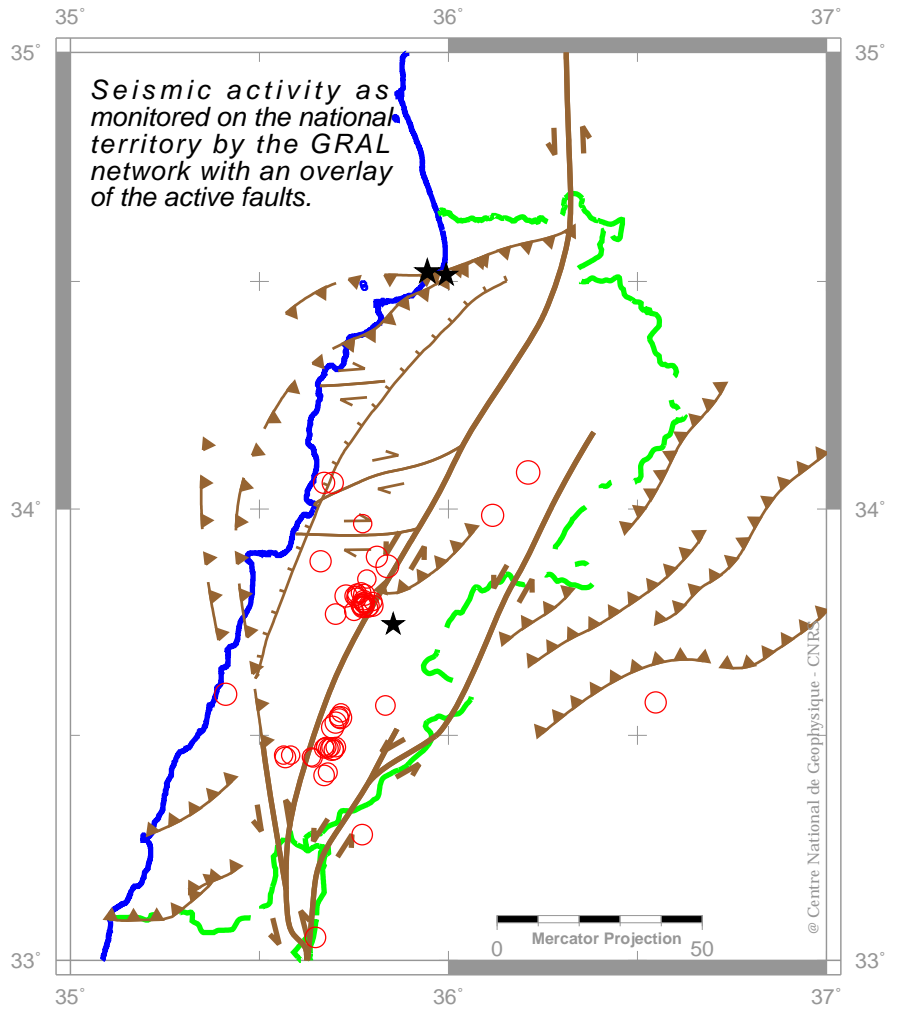 35° 36° 37°
35° 35°
Seismic activity as
monitored on the national
territory by the GRAL
network with an overlay
of the active faults.
34° 34°
@ Centre National de Geophysique - CNRS
Mercator Projection
0 50
33° 33°
35° 36° 37°